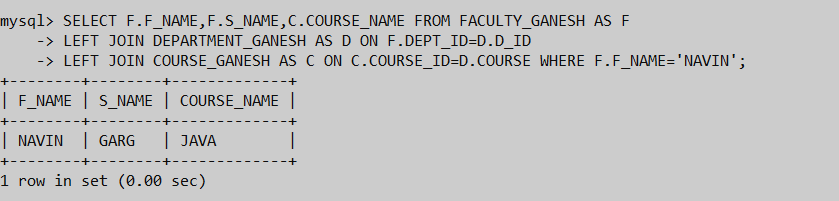 mysql> SELECT F.F_NAME,F.S_NAME,C.COURSE_NAME FROM FACULTY_GANESH AS F
    -> LEFT JOIN DEPARTMENT_GANESH AS D ON F.DEPT_ID=D.D_ID
    -> LEFT JOIN COURSE_GANESH AS C ON C.COURSE_ID=D.COURSE WHERE F.F_NAME='NAVIN';
+--------+--------+-------------+
| F_NAME | S_NAME | COURSE_NAME |
+--------+--------+-------------+
| NAVIN  | GARG   | JAVA        |
+--------+--------+-------------+
1 row in set (0.00 sec)